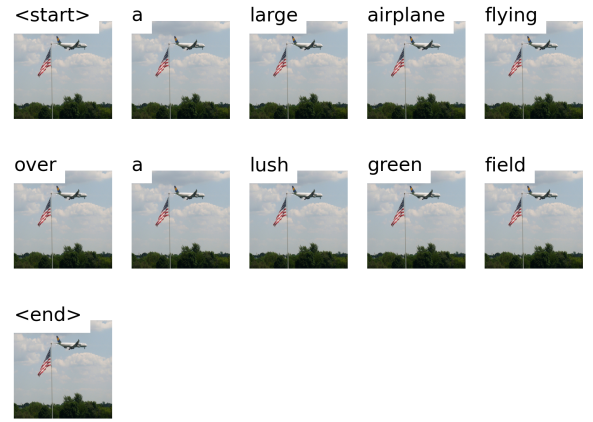 <start> a large airplane flying
over a lush green field
<end>